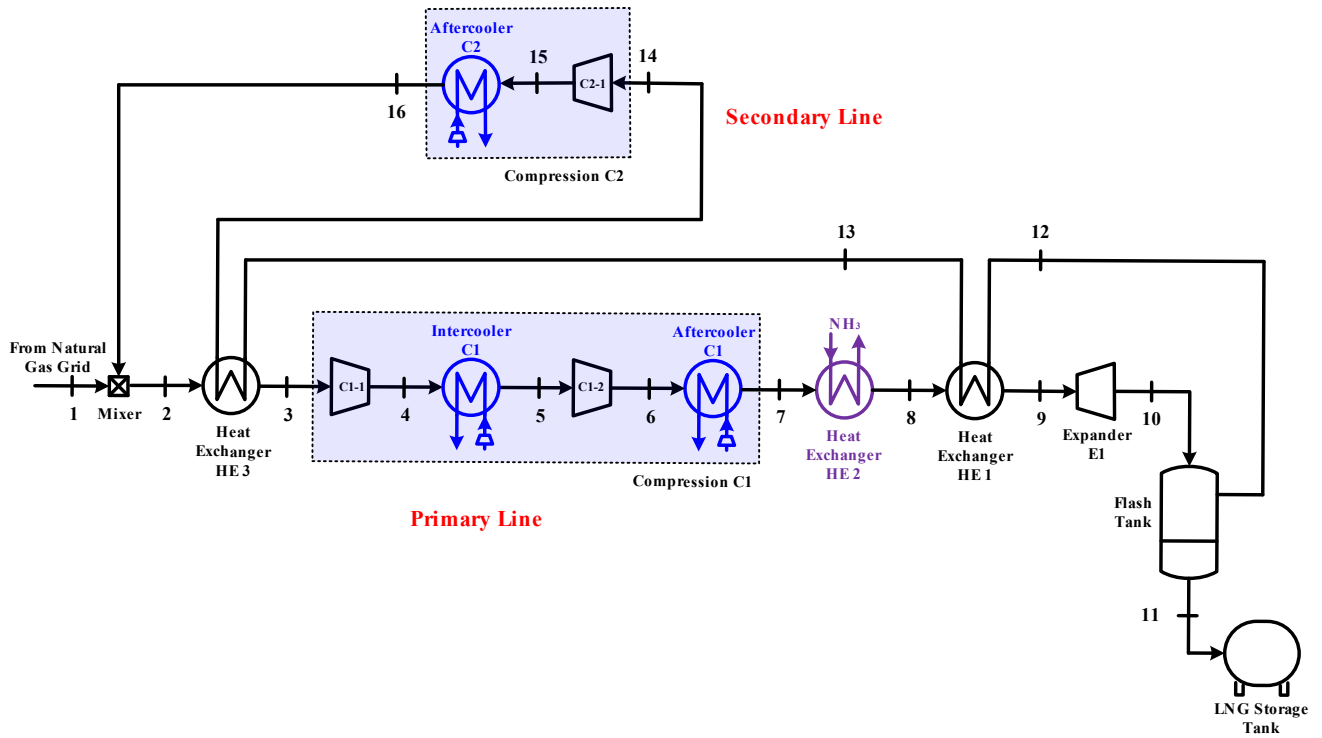 Aftercooler
C2
15
14
C2-1
16
Secondary Line
Compression C2
13
12
From Natural
Gas Grid
Intercooler
C1
Aftercooler
C1
NH3
C1-1
C1-2
1
Mixer
2
3
4
5
6
7
8
9
10
Heat
Exchanger
HE 3
Heat
Exchanger
HE 2
Heat
Exchanger
HE 1
Expander
E1
Compression C1
Primary Line
Flash
Tank
11
LNG Storage
Tank